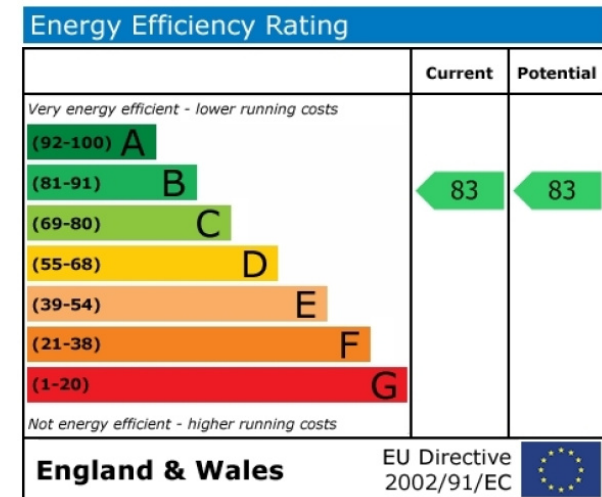 Energy Efficiency Rating
Current Potential
Very energy efficient - lower running costs
(92-100) A
(81-91) B 83 83
(69-80) C
(55-68) D
(39-54) E
(21-38) F
(1-20) G
Not energy efficient - higher running costs
England & Wales
EU Directive
2002/91/EC